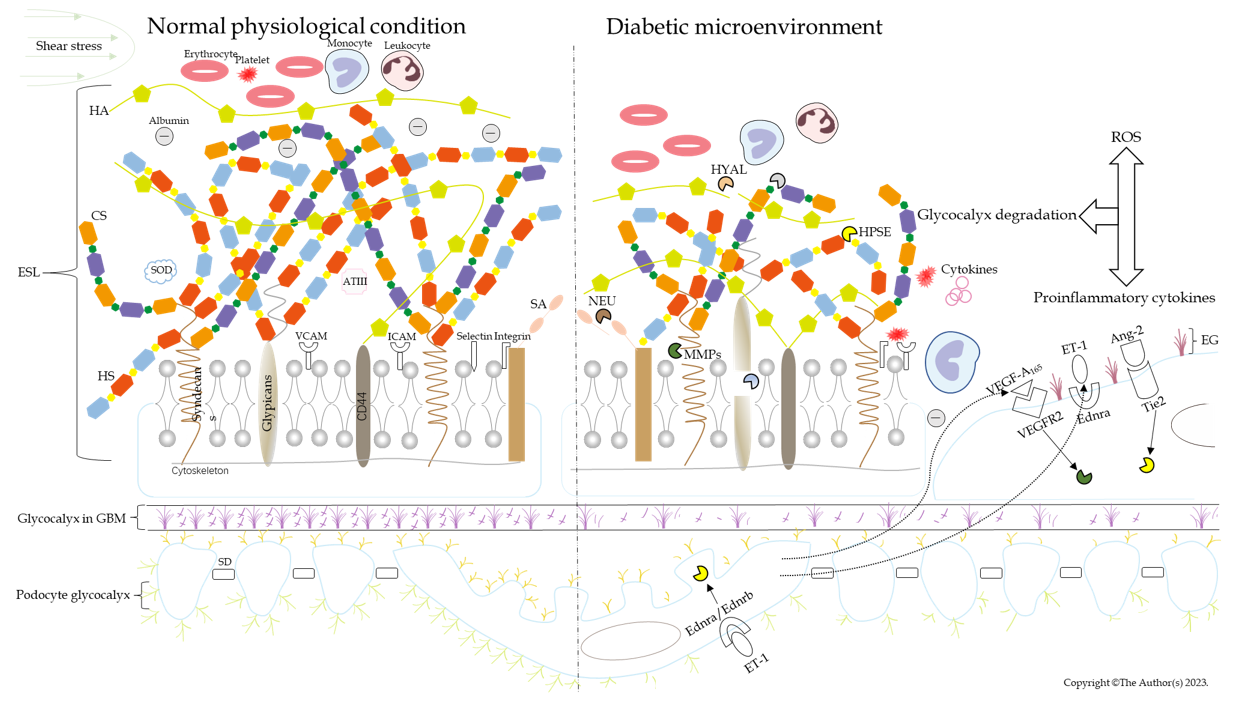 Normal physiological condition
Diabetic microenvironment
Shear stress
Erythrocyte
Platelet
Monocyte
Leukocyte
HA
Albumin
CS
ESL
SOD
ATIII
HS
VCAM
ICAM
Selectin Integrin
SA
Syndecan
s
Glypicans
CD44
Cytoskeleton
HYAL
HPSE
NEU
MMPs
Cytokines
ROS
Glycocalyx degradation
Proinflammatory cytokines
EG
Ang-2
ET-1
VEGF-A165
VEGFR2
Ednra
Tie2
Glycocalyx in GBM
SD
Podocyte glycocalyx
Ednra/Ednrb
ET-1
Copyright ©The Author(s) 2023.